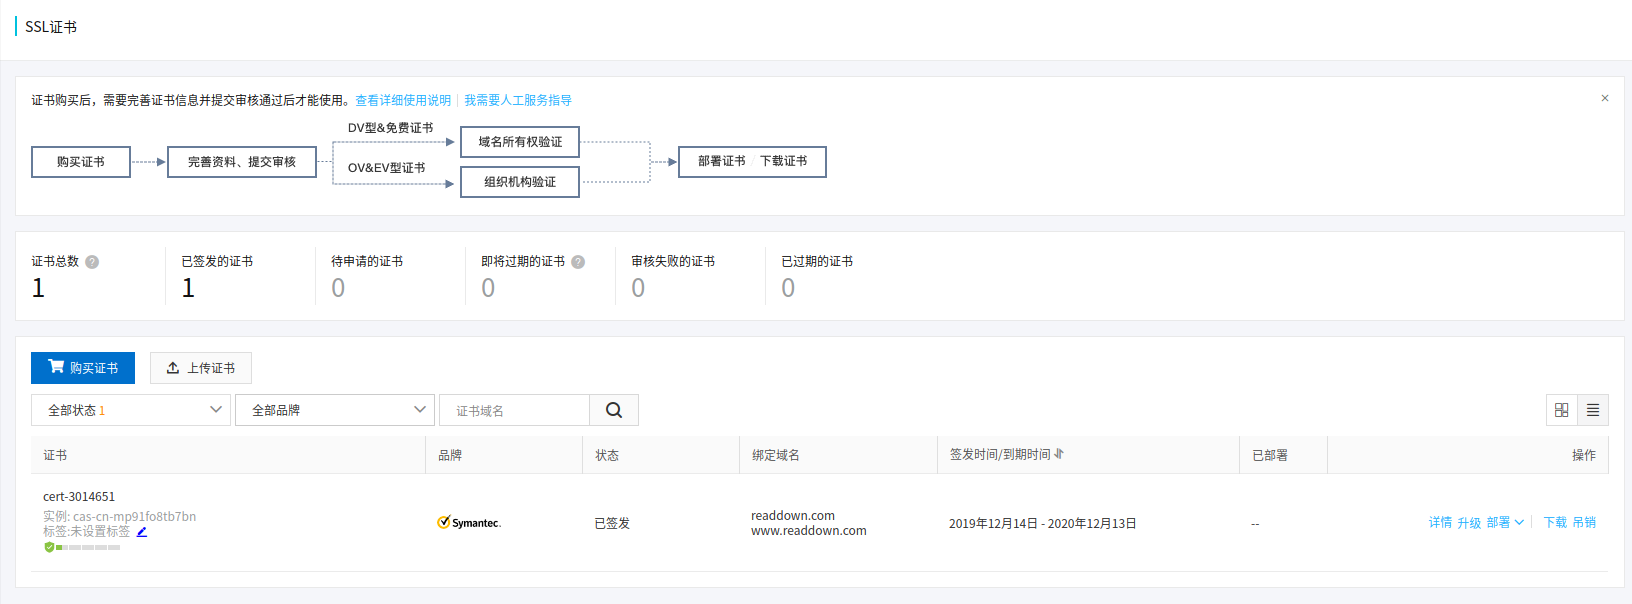 SSL证书
证书购买后，需要完善证书信息并提交审核通过后才能使用。查看详细使用说明 | 我需要人工服务指导
DV型&免费证书
购买证书
完善资料、提交审核
域名所有权验证
OV&EV型证书
组织机构验证
部署证书 / 下载证书
证书总数 ?
1
已签发的证书
1
待申请的证书
0
即将过期的证书 ?
0
审核失败的证书
0
已过期的证书
0
购买证书
上传证书
全部状态 1
全部品牌
证书域名
证书 品牌 状态 绑定域名 签发时间/到期时间 已部署 操作
cert-3014651
实例: cas-cn-mp91fo8tb7bn
标签:未设置标签
Symantec.
已签发
readdown.com
www.readdown.com
2019年12月14日 - 2020年12月13日
--
详情 升级 部署 | 下载 吊销